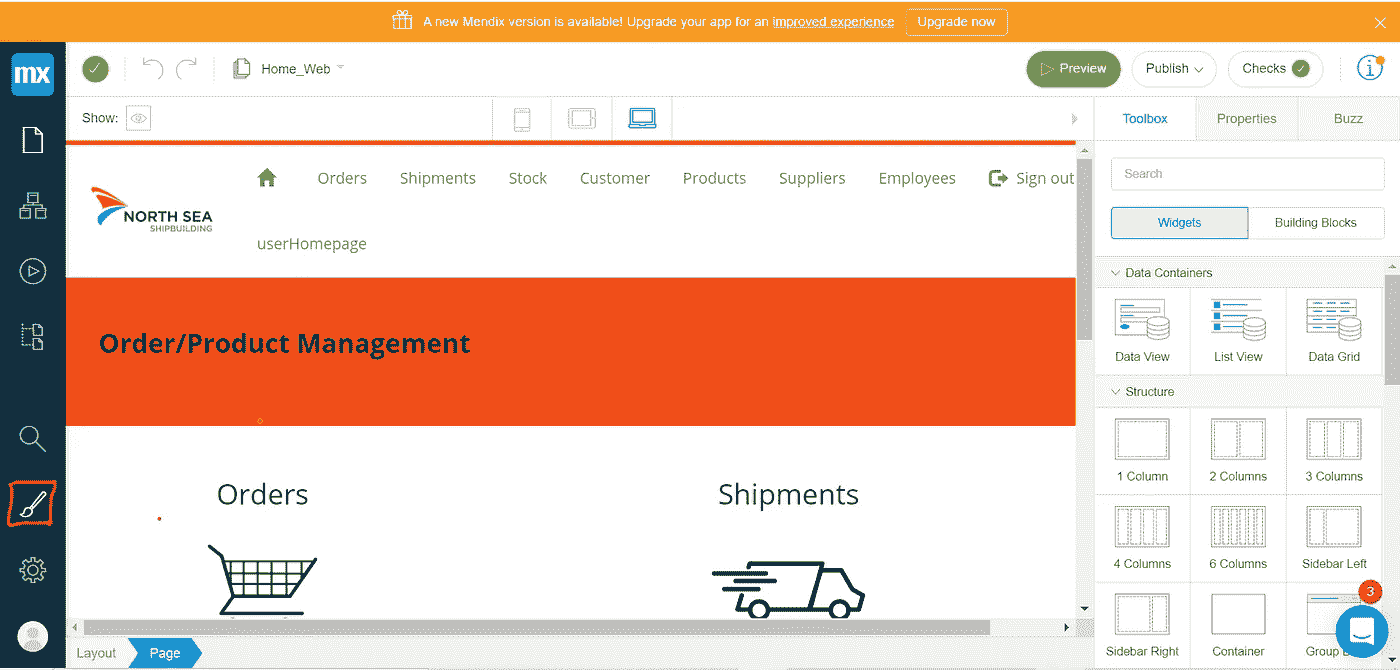 A new Mendix version is available! Upgrade your app for an improved experience Upgrade now
mx
Home_Web
Preview Publish Checks
Show:
Toolbox Properties Buzz
Orders Shipments Stock Customer Products Suppliers Employees Sign out
NORTH SEA
SHIPBUILDING
userHomepage
Order/Product Management
Orders Shipments
Search
Widgets Building Blocks
Data Containers
Data View List View Data Grid
Structure
1 Column 2 Columns 3 Columns
4 Columns 6 Columns Sidebar Left
3
Sidebar Right Container Group
Layout Page